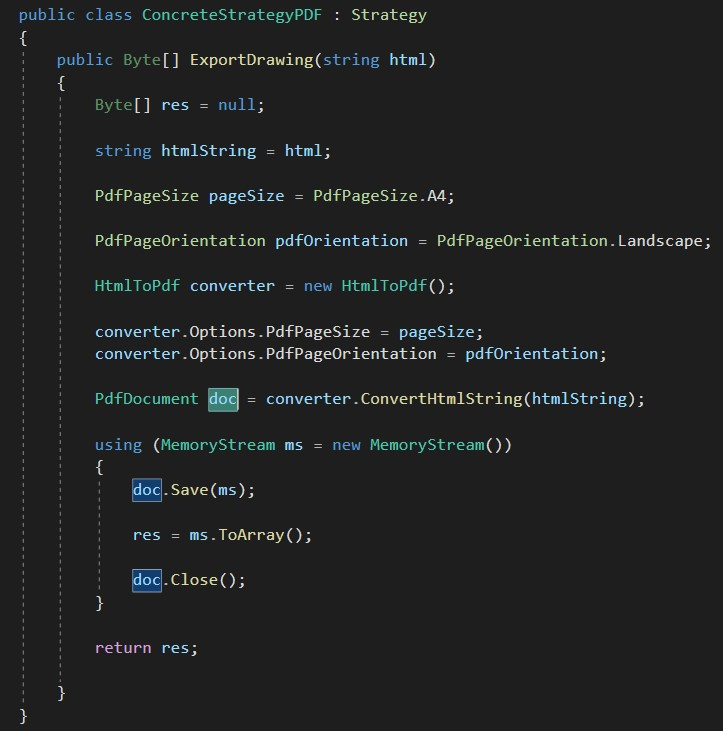 public class ConcreteStrategyPDF : Strategy
{
public Byte[] ExportDrawing(string html)
{
Byte[] res = null;
string htmlString = html;
PdfPageSize pageSize = PdfPageSize.A4;
PdfPageOrientation pdfOrientation = PdfPageOrientation.Landscape;
HtmlToPdf converter = new HtmlToPdf();
converter.Options.PdfPageSize = pageSize;
converter.Options.PdfPageOrientation = pdfOrientation;
PdfDocument doc = converter.ConvertHtmlString(htmlString);
using (MemoryStream ms = new MemoryStream())
{
doc.Save(ms);
res = ms.ToArray();
doc.Close();
}
return res;
}
}